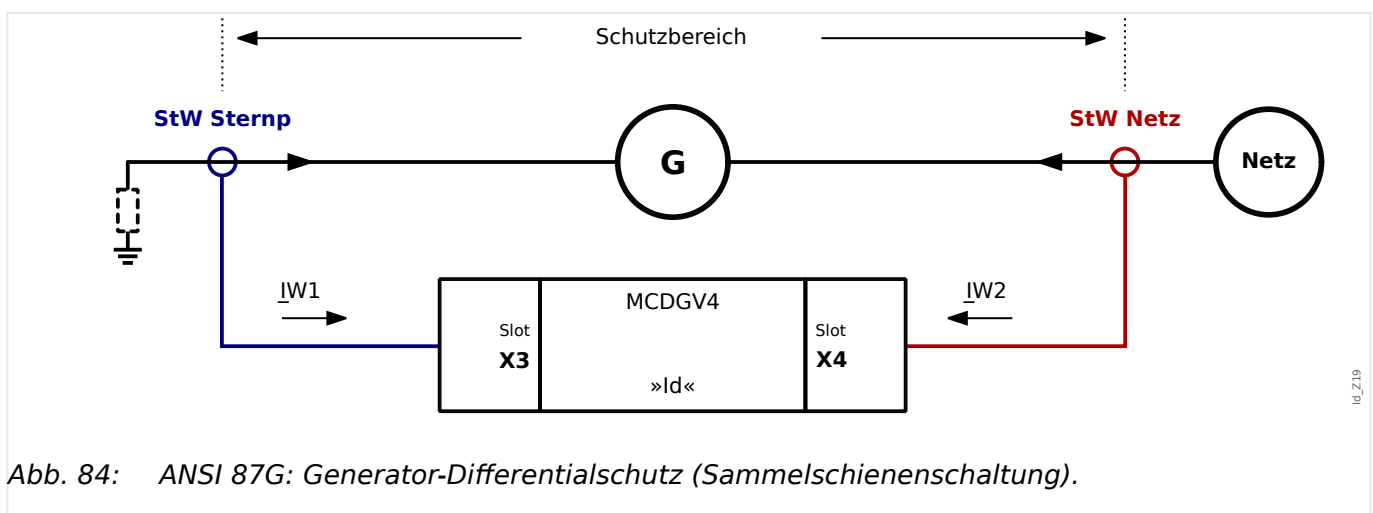 Schutzbereich
StW Sternp
StW Netz
G
Netz
IW1
MCDGV4
IW2
Slot
X3
Slot
X4
»Id«
Id_Z19
Abb. 84: ANSI 87G: Generator-Differentialschutz (Sammelschienenschaltung).